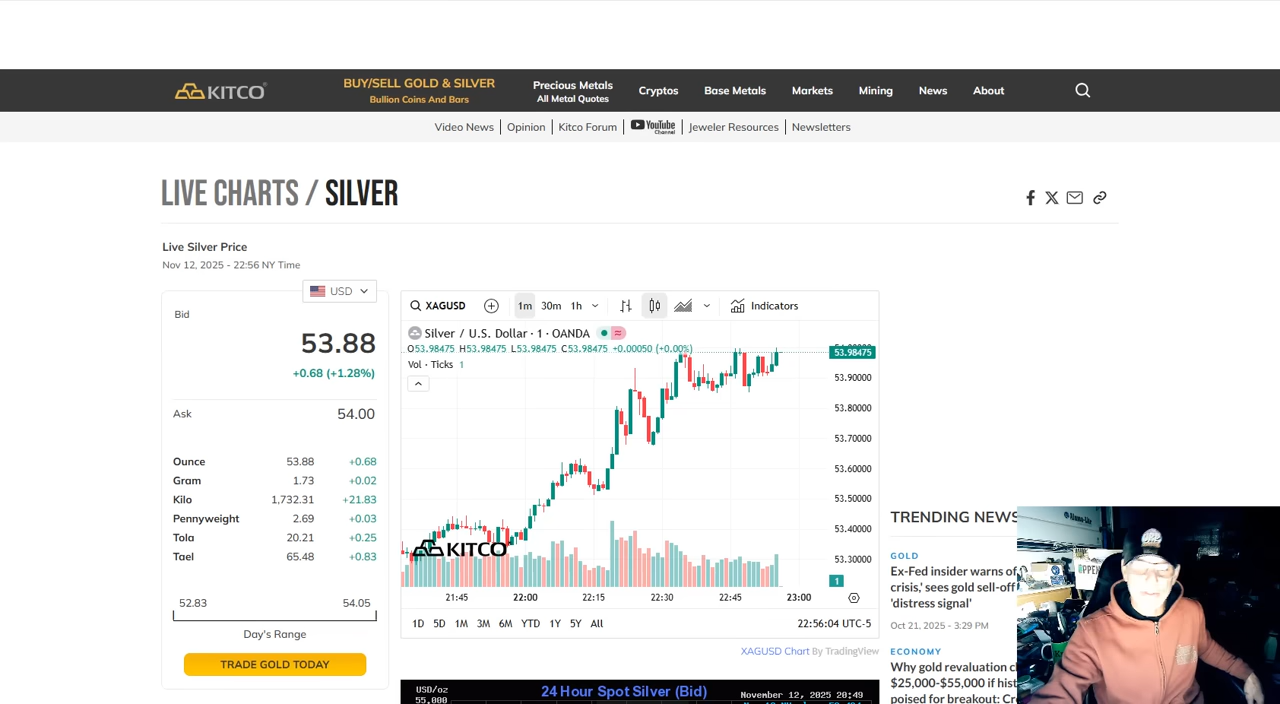 KITCO
BUY/SELL GOLD & SILVER
Bullion Coins And Bars
Precious Metals
All Metal Quotes
Cryptos
Base Metals
Markets
Mining
News
About
Video News
Opinion
Kitco Forum
YouTube
Channel
Jeweler Resources
Newsletters
LIVE CHARTS / SILVER
Live Silver Price
Nov 12, 2025 - 22:56 NY Time
USD
Bid
53.88
+0.68 (+1.28%)
Ask 54.00
Ounce 53.88 +0.68
Gram 1.73 +0.02
Kilo 1,732.31 +21.83
Pennyweight 2.69 +0.03
Tola 20.21 +0.25
Tael 65.48 +0.83
52.83 54.05
Day's Range
TRADE GOLD TODAY
XAGUSD 1m 30m 1h Indicators
Silver / U.S. Dollar · 1 · OANDA
O53.98475 H53.98475 L53.98475 C53.98475 +0.00050 (+0.00%)
Vol · Ticks 1
53.98475
53.90000
53.80000
53.70000
53.60000
53.50000
53.40000
53.30000
1
KITCO
21:45 22:00 22:15 22:30 22:45 23:00
1D 5D 1M 3M 6M YTD 1Y 5Y All
22:56:04 UTC-5
XAGUSD Chart By TradingView
USD/oz
55,000
24 Hour Spot Silver (Bid)
November 12, 2025 20:49
TRENDING NEWS
GOLD
Ex-Fed insider warns of
crisis,' sees gold sell-off
'distress signal'
Oct 21, 2025 - 3:29 PM
ECONOMY
Why gold revaluation
$25,000-$55,000 if hist
poised for breakout: